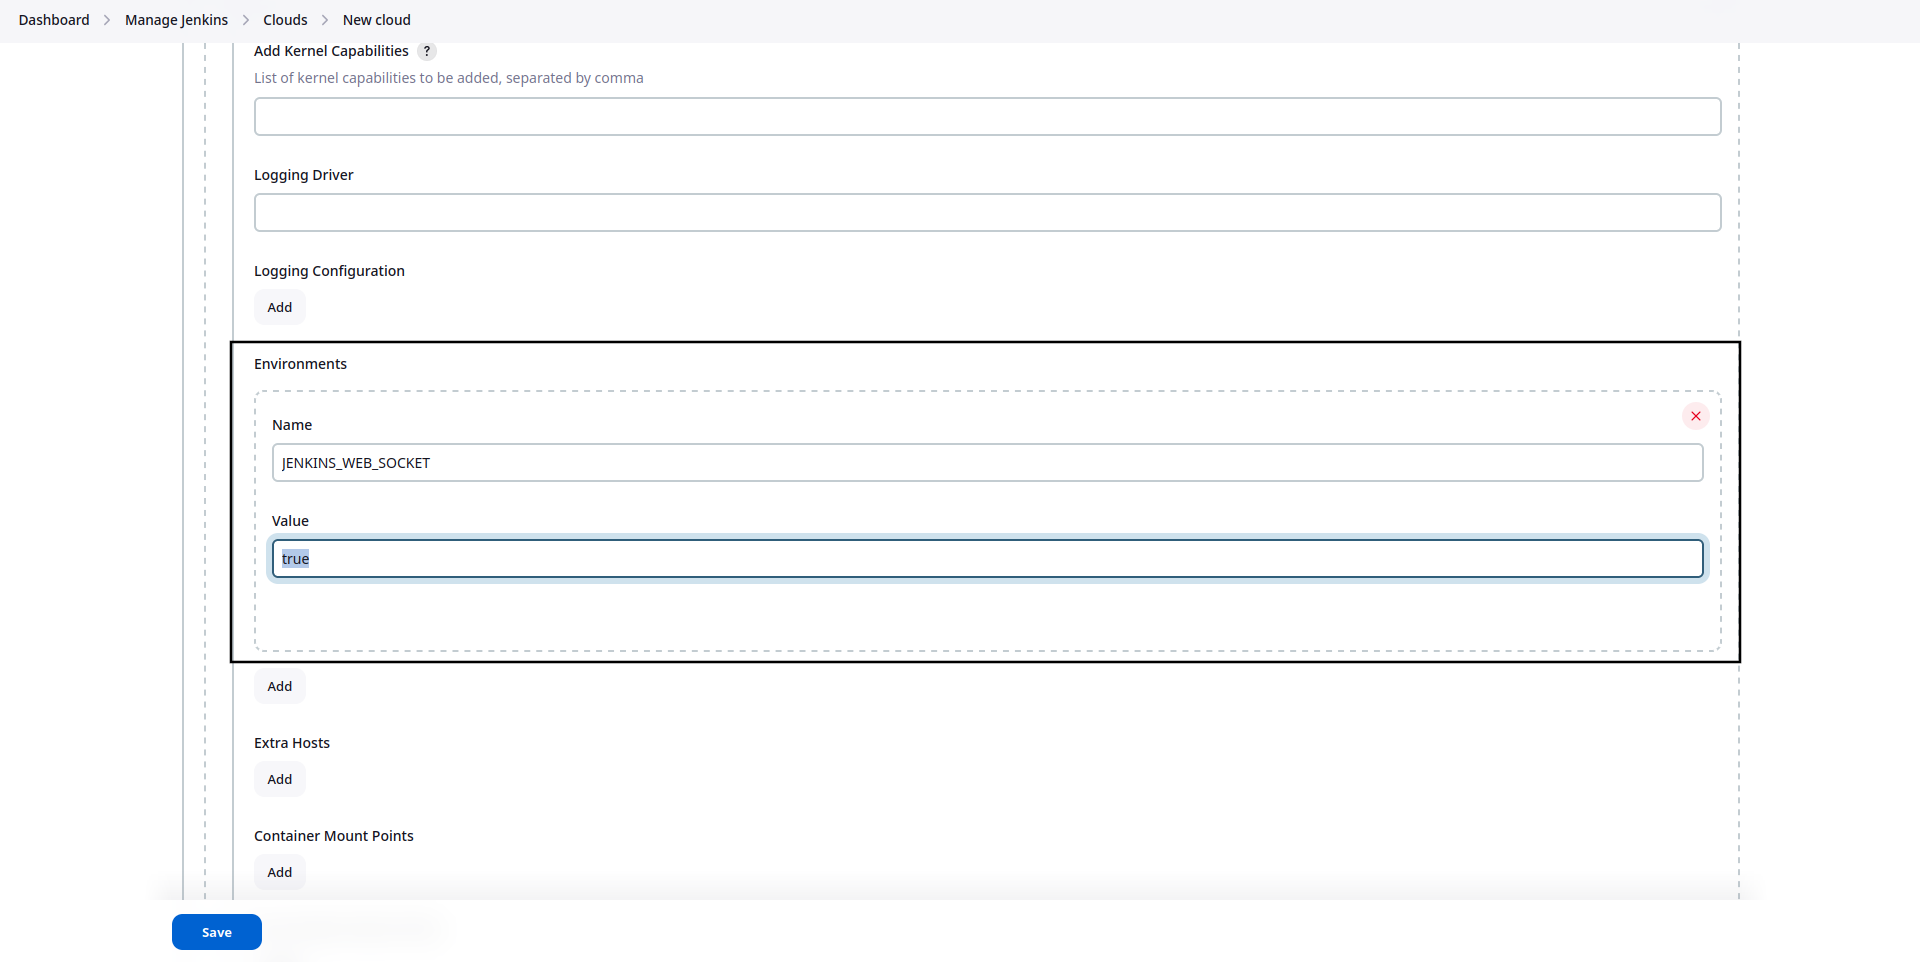 Dashboard > Manage Jenkins > Clouds > New cloud
Add Kernel Capabilities ?
List of kernel capabilities to be added, separated by comma
Logging Driver
Logging Configuration
Add
Environments
Name
JENKINS_WEB_SOCKET
Value
true
Add
Extra Hosts
Add
Container Mount Points
Add
Save